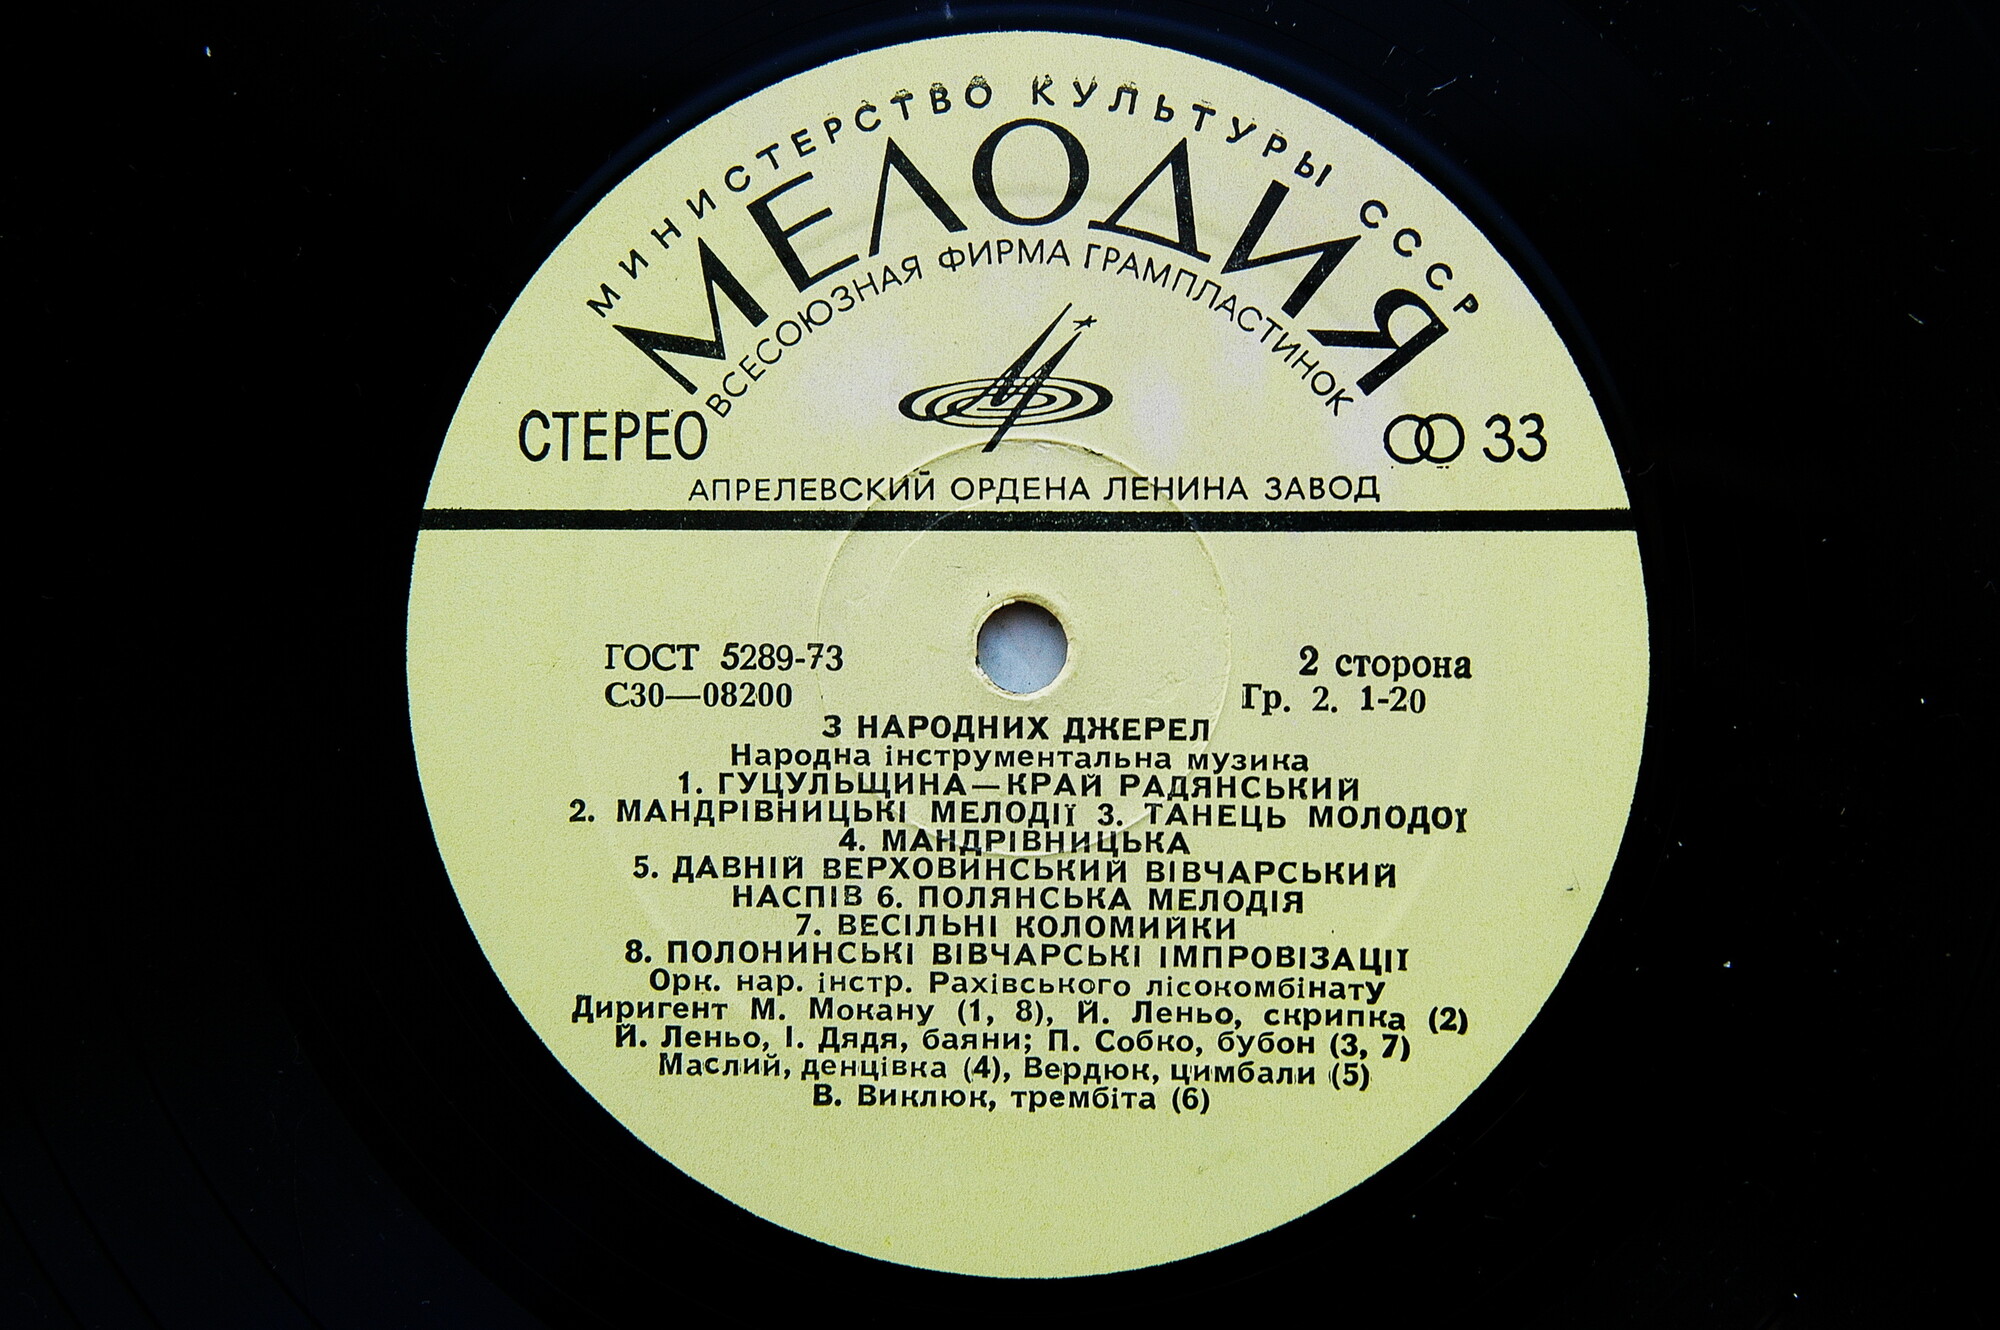 МИНИСТЕРСТВО КУЛЬТУРЫ СССР
МЕЛОДИЯ
ВСЕСОЮЗНАЯ ФИРМА ГРАМПЛАСТИНОК
СТЕРЕО
33
АПРЕЛЕВСКИЙ ОРДЕНА ЛЕНИНА ЗАВОД
ГОСТ 5289-73
2 сторона
С30—08200
Гр. 2. 1-20
З НАРОДНИХ ДЖЕРЕЛ
Народна інструментальна музика
1. ГУЦУЛЬЩИНА—КРАЙ РАДЯНСЬКИЙ
2. МАНДРІВНИЦЬКІ МЕЛОДІЇ 3. ТАНЕЦЬ МОЛОДОЇ
4. МАНДРІВНИЦЬКА
5. ДАВНІЙ ВЕРХОВИНСЬКИЙ ВІВЧАРСЬКИЙ
НАСПІВ 6. ПОЛЯНСЬКА МЕЛОДІЯ
7. ВЕСІЛЬНІ КОЛОМИЙКИ
8. ПОЛОНИНСЬКІ ВІВЧАРСЬКІ ІМПРОВІЗАЦІЇ
Орк. нар. інстр. Рахівського лісокомбінату
Диригент М. Мокану (1, 8), Й. Леньо, скрипка (2)
Й. Леньо, І. Дядя, баяни; П. Собко, бубон (3, 7)
Маслий, денцівка (4), Вердюк, цимбали (5)
В. Виклюк, трембіта (6)